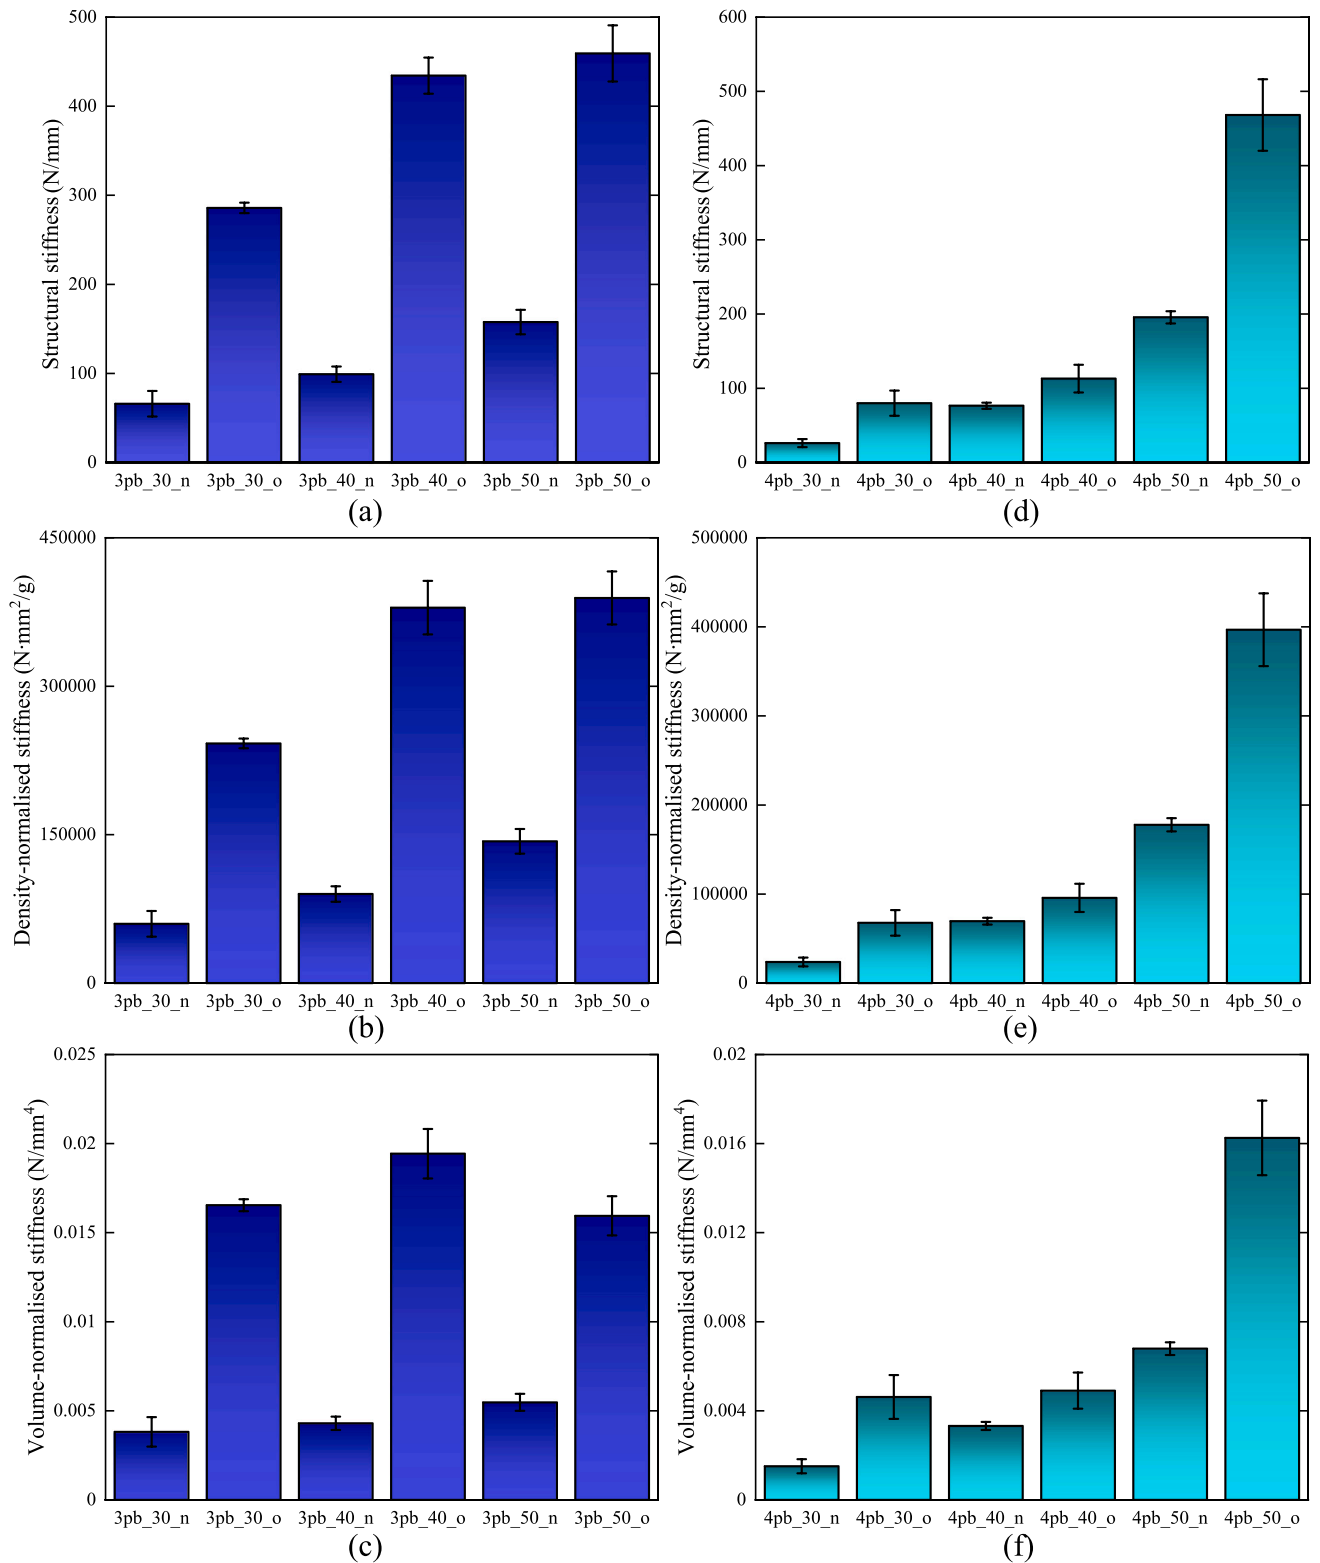 500
400
300
200
100
0
Structural stiffness (N/mm)
3pb_30_n 3pb_30_o 3pb_40_n 3pb_40_o 3pb_50_n 3pb_50_o
(a)
600
500
400
300
200
100
0
Structural stiffness (N/mm)
4pb_30_n 4pb_30_o 4pb_40_n 4pb_40_o 4pb_50_n 4pb_50_o
(d)
450000
300000
150000
0
Density-normalised stiffness (N·mm²/g)
3pb_30_n 3pb_30_o 3pb_40_n 3pb_40_o 3pb_50_n 3pb_50_o
(b)
500000
400000
300000
200000
100000
0
Density-normalised stiffness (N·mm²/g)
4pb_30_n 4pb_30_o 4pb_40_n 4pb_40_o 4pb_50_n 4pb_50_o
(e)
0.025
0.02
0.015
0.01
0.005
0
Volume-normalised stiffness (N/mm⁴)
3pb_30_n 3pb_30_o 3pb_40_n 3pb_40_o 3pb_50_n 3pb_50_o
(c)
0.02
0.016
0.012
0.008
0.004
0
Volume-normalised stiffness (N/mm⁴)
4pb_30_n 4pb_30_o 4pb_40_n 4pb_40_o 4pb_50_n 4pb_50_o
(f)